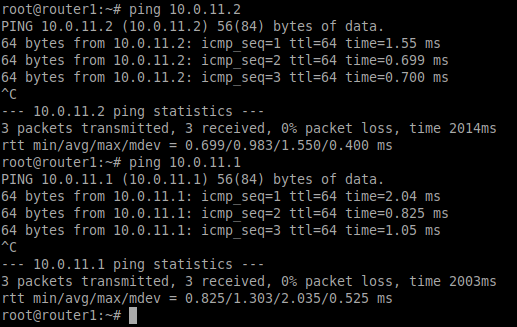 root@router1:~# ping 10.0.11.2
PING 10.0.11.2 (10.0.11.2) 56(84) bytes of data.
64 bytes from 10.0.11.2: icmp_seq=1 ttl=64 time=1.55 ms
64 bytes from 10.0.11.2: icmp_seq=2 ttl=64 time=0.699 ms
64 bytes from 10.0.11.2: icmp_seq=3 ttl=64 time=0.700 ms
^C
--- 10.0.11.2 ping statistics ---
3 packets transmitted, 3 received, 0% packet loss, time 2014ms
rtt min/avg/max/mdev = 0.699/0.983/1.550/0.400 ms
root@router1:~# ping 10.0.11.1
PING 10.0.11.1 (10.0.11.1) 56(84) bytes of data.
64 bytes from 10.0.11.1: icmp_seq=1 ttl=64 time=2.04 ms
64 bytes from 10.0.11.1: icmp_seq=2 ttl=64 time=0.825 ms
64 bytes from 10.0.11.1: icmp_seq=3 ttl=64 time=1.05 ms
^C
--- 10.0.11.1 ping statistics ---
3 packets transmitted, 3 received, 0% packet loss, time 2003ms
rtt min/avg/max/mdev = 0.825/1.303/2.035/0.525 ms
root@router1:~#